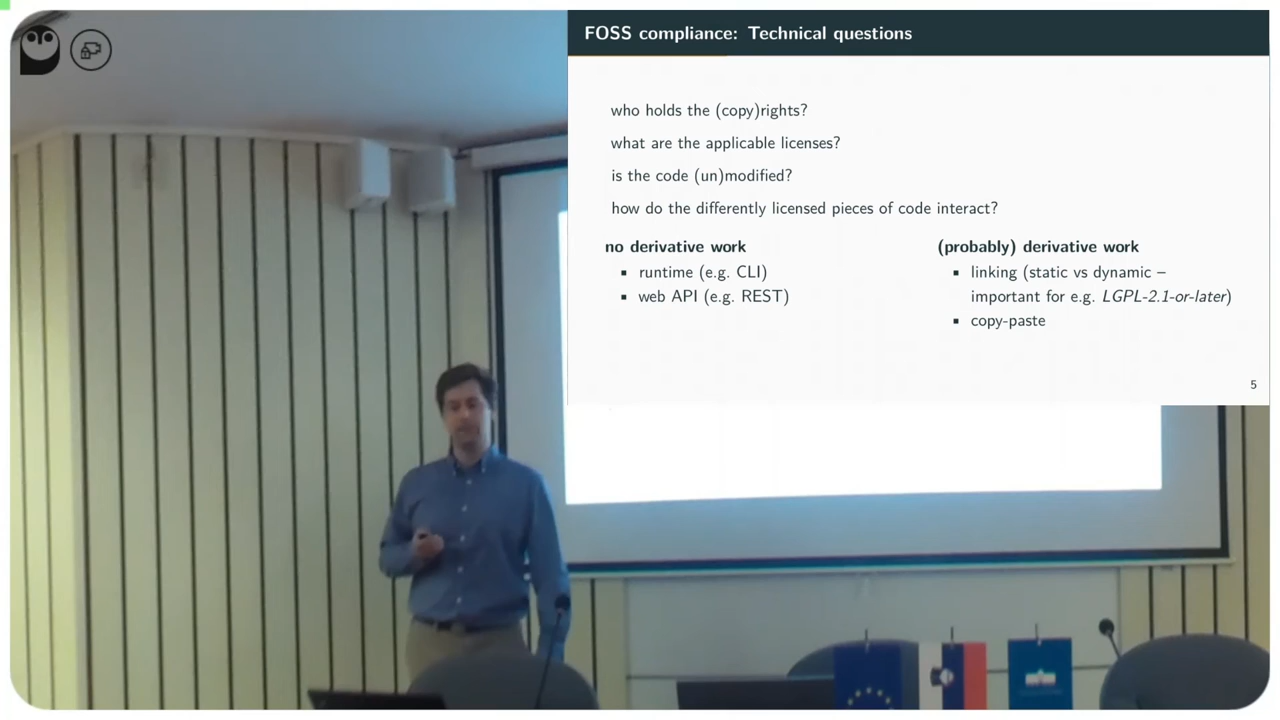 FOSS compliance: Technical questions
who holds the (copy)rights?
what are the applicable licenses?
is the code (un)modified?
how do the differently licensed pieces of code interact?
no derivative work
▪ runtime (e.g. CLI)
▪ web API (e.g. REST)
(probably) derivative work
▪ linking (static vs dynamic –
important for e.g. LGPL-2.1-or-later)
▪ copy-paste
5